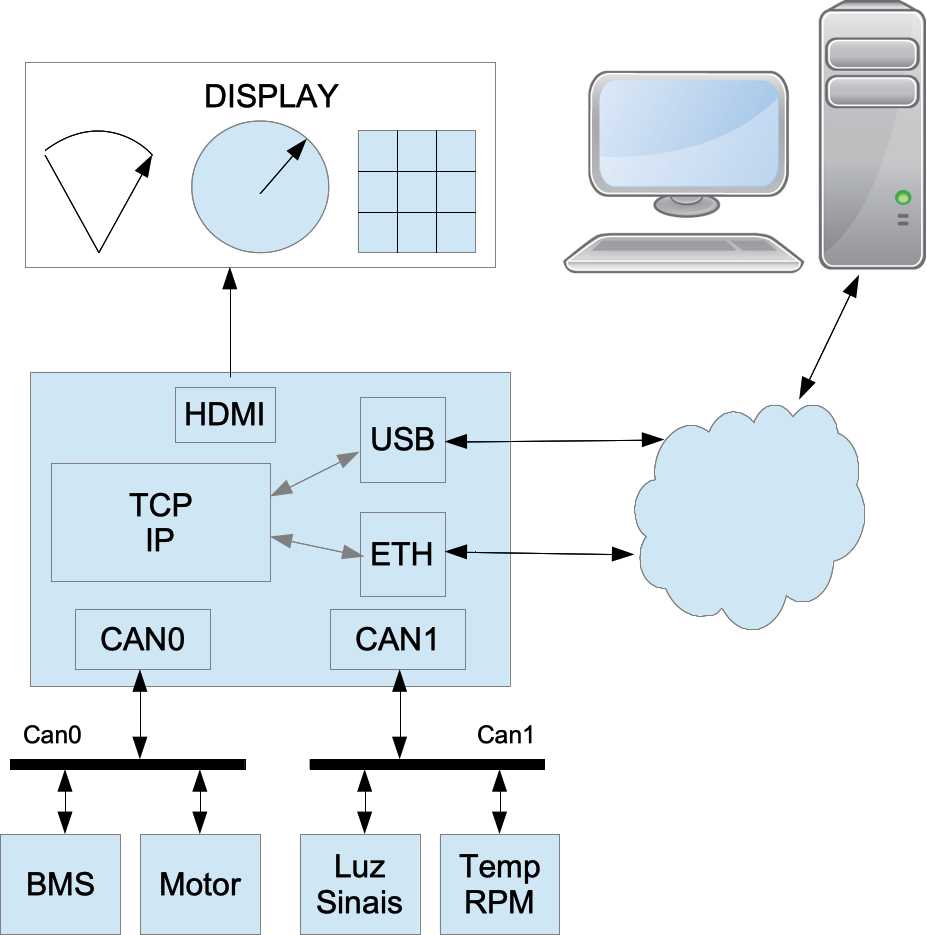 DISPLAY
HDMI
USB
TCP
IP
ETH
CAN0
CAN1
Can0
Can1
BMS
Motor
Luz
Sinais
Temp
RPM